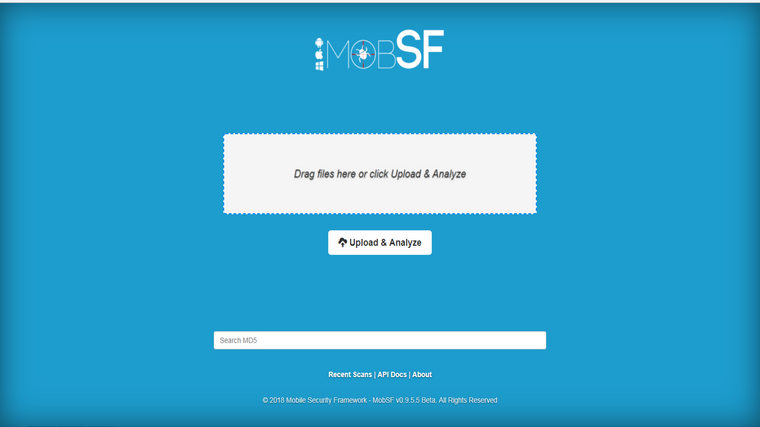 MOBSF
Drag files here or click Upload & Analyze
Upload & Analyze
Search MD5
Recent Scans | API Docs | About
© 2018 Mobile Security Framework - MobSF v0.9.5.5 Beta. All Rights Reserved